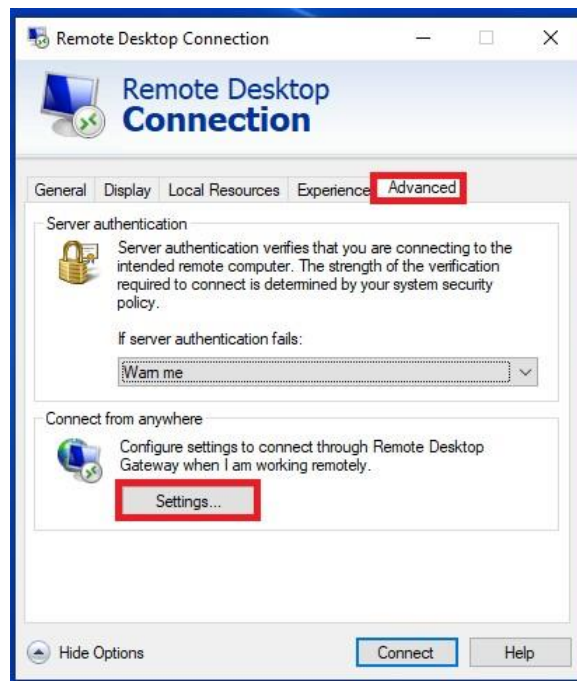 Remote Desktop Connection
Remote Desktop
Connection
General Display Local Resources Experience Advanced
Server authentication
Server authentication verifies that you are connecting to the
intended remote computer. The strength of the verification
required to connect is determined by your system security
policy.
If server authentication fails:
Warn me
Connect from anywhere
Configure settings to connect through Remote Desktop
Gateway when I am working remotely.
Settings...
Hide Options Connect Help